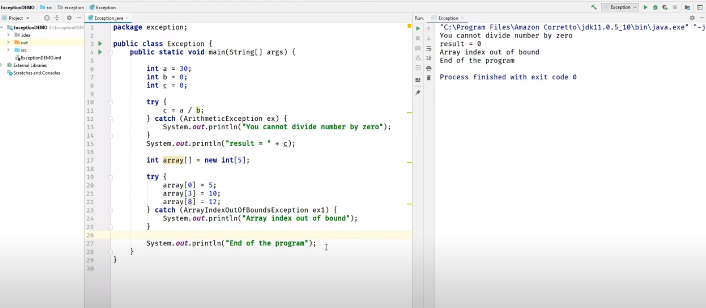 ExceptionDEMO
src
exception
Exception
Exception
Project
Exception.java
Run:
Exception
ExceptionDEMO
.idea
out
src
ExceptionDEMO.iml
External Libraries
Scratches and Consoles
1 package exception;
2
3 public class Exception {
4 public static void main(String[] args) {
5
6 int a = 30;
7 int b = 0;
8 int c = 0;
9
10 try {
11 c = a / b;
12 } catch (ArithmeticException ex) {
13 System.out.println("You cannot divide number by zero");
14 }
15 System.out.println("result = " + c);
16
17 int array[] = new int[5];
18
19 try {
20 array[0] = 5;
21 array[3] = 10;
22 array[8] = 12;
23 } catch (ArrayIndexOutOfBoundsException ex1) {
24 System.out.println("Array index out of bound");
25 }
26
27 System.out.println("End of the program");
28 }
29 }
30
"C:\Program Files\Amazon Corretto\jdk11.0.5_10\bin\java.exe" "-j
You cannot divide number by zero
result = 0
Array index out of bound
End of the program
Process finished with exit code 0